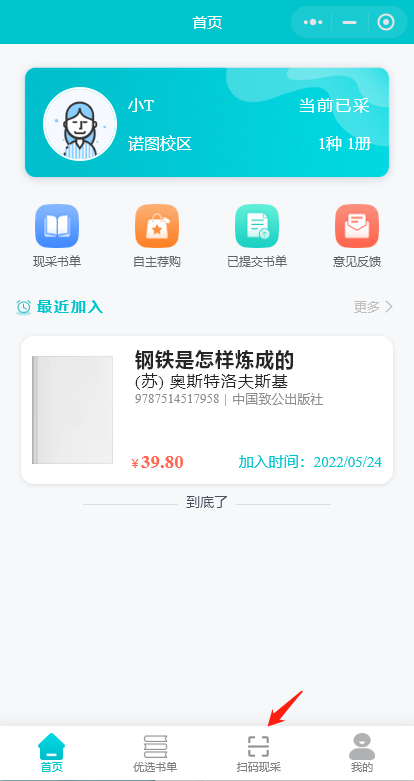 首页
小T
当前已采
诺图校区
1种 1册
现采书单
自主荐购
已提交书单
意见反馈
最近加入
更多
钢铁是怎样炼成的
(苏) 奥斯特洛夫斯基
9787514517958 | 中国致公出版社
¥39.80
加入时间：2022/05/24
到底了
首页
优选书单
扫码现采
我的